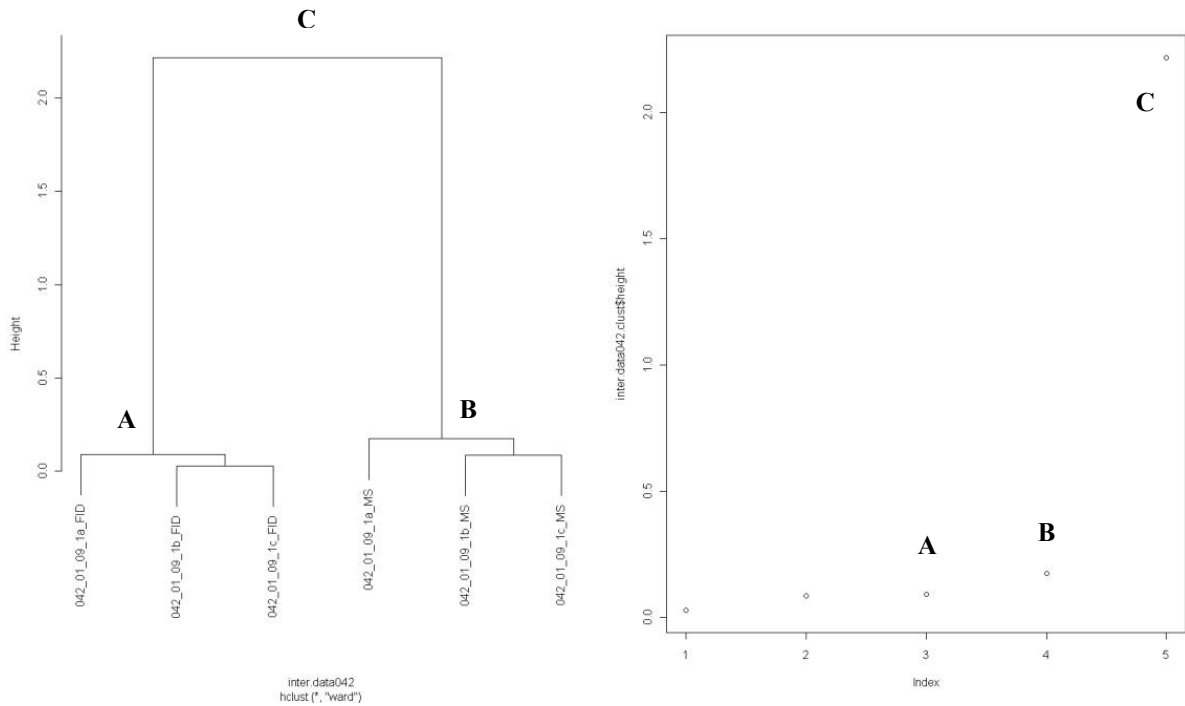 C
2.0
1.5
1.0
0.5
0.0
Height
A
B
042_01_09_1a_FID
042_01_09_1b_FID
042_01_09_1c_FID
042_01_09_1a_MS
042_01_09_1b_MS
042_01_09_1c_MS
inter.data042
hclust (*, "ward")
C
2.0
1.5
1.0
0.5
0.0
inter.data042.clust$height
A
B
1 2 3 4 5
Index